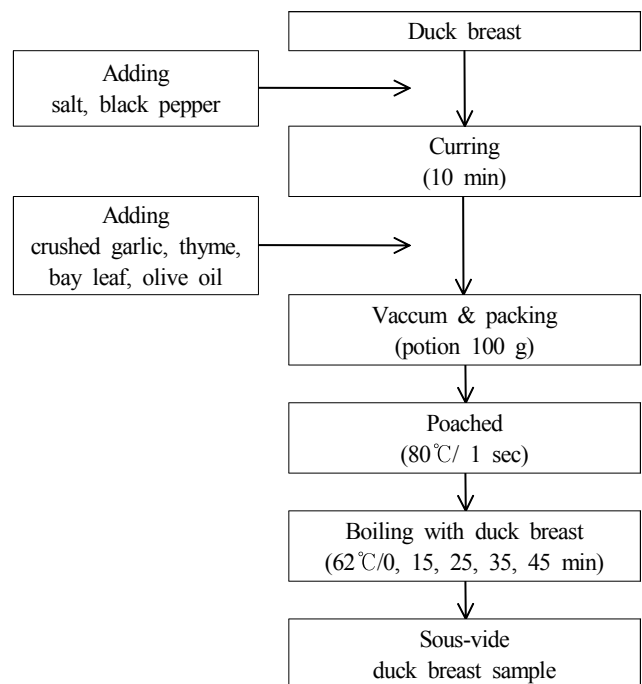 Duck breast
Adding
salt, black pepper
Curring
(10 min)
Adding
crushed garlic, thyme,
bay leaf, olive oil
Vaccum & packing
(potion 100 g)
Poached
(80℃/ 1 sec)
Boiling with duck breast
(62℃/0, 15, 25, 35, 45 min)
Sous-vide
duck breast sample